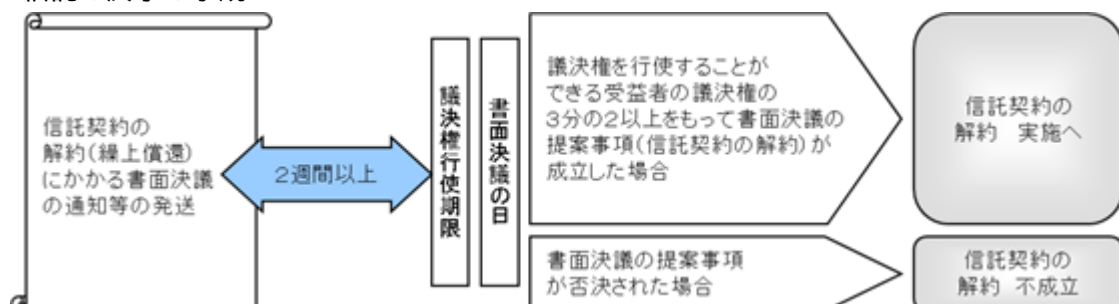 信託契約の
解約(繰上償還)
にかかる書面決議
の通知等の発送
2週間以上
議決権行使期限
書面決議の日
議決権を行使することが
できる受益者の議決権の
3分の2以上をもって書面決議の
提案事項(信託契約の解約)が
成立した場合
信託契約の
解約 実施へ
書面決議の提案事項
が否決された場合
信託契約の
解約 不成立